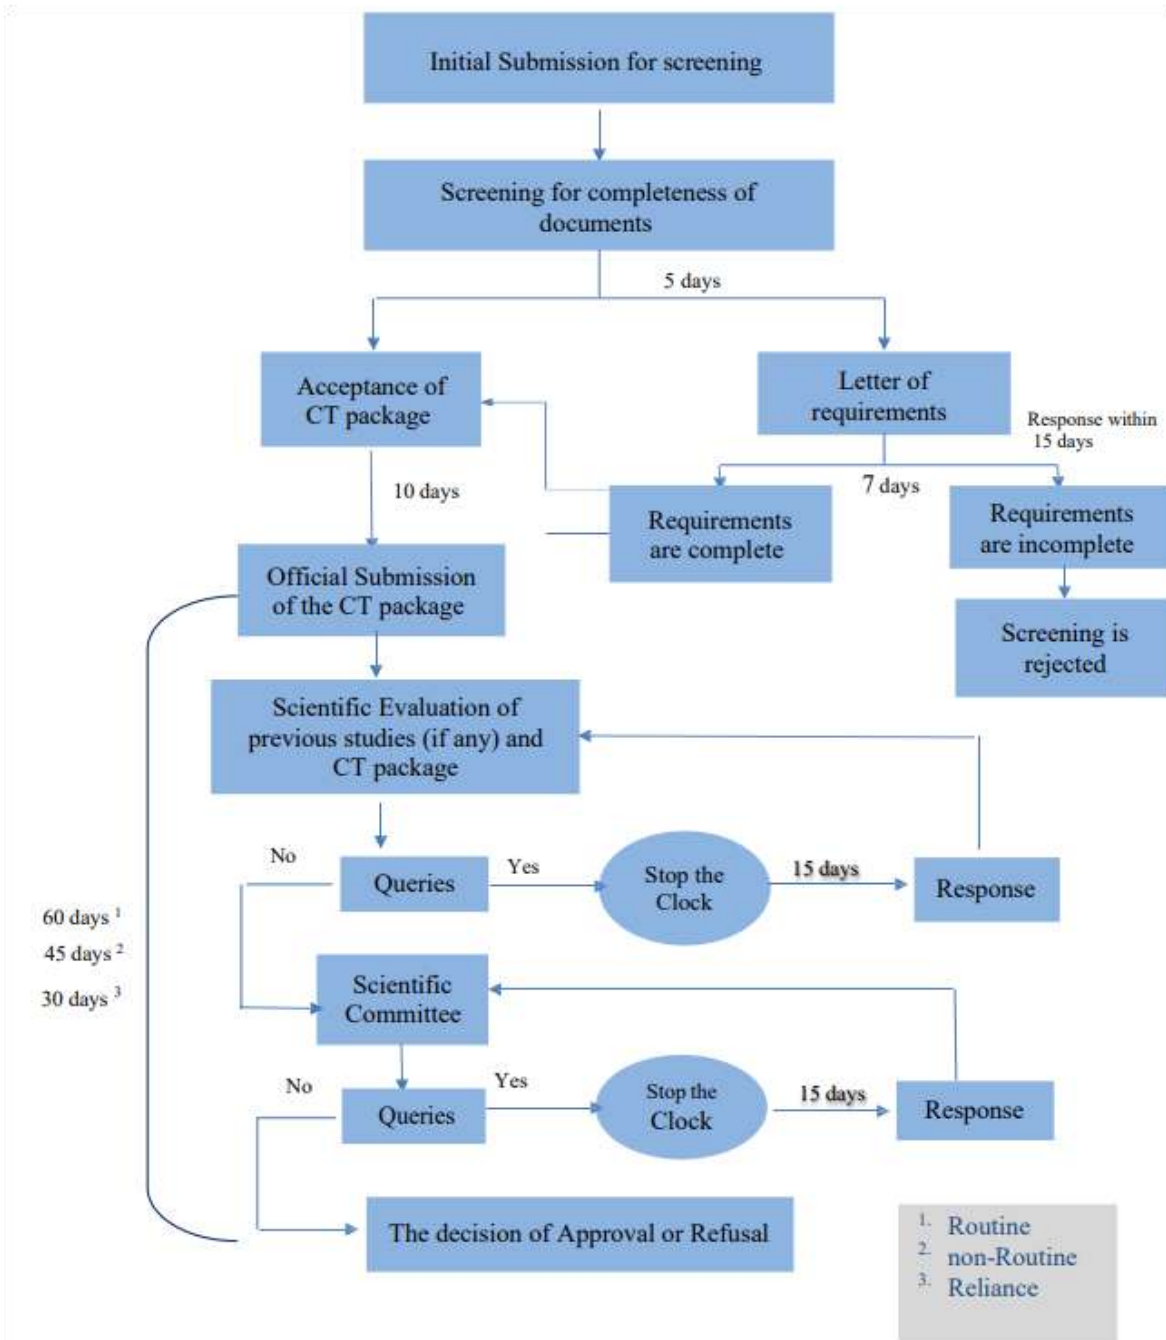 Initial Submission for screening
Screening for completeness of
documents
5 days
Acceptance of
CT package
Letter of
requirements
Response within
15 days
10 days
7 days
Requirements
are complete
Requirements
are incomplete
Official Submission
of the CT package
Screening is
rejected
Scientific Evaluation of
previous studies (if any) and
CT package
No
Queries
Yes
Stop the
Clock
15 days
Response
60 days ¹
45 days ²
30 days ³
Scientific
Committee
No
Queries
Yes
Stop the
Clock
15 days
Response
The decision of Approval or Refusal
1. Routine
2. non-Routine
3. Reliance